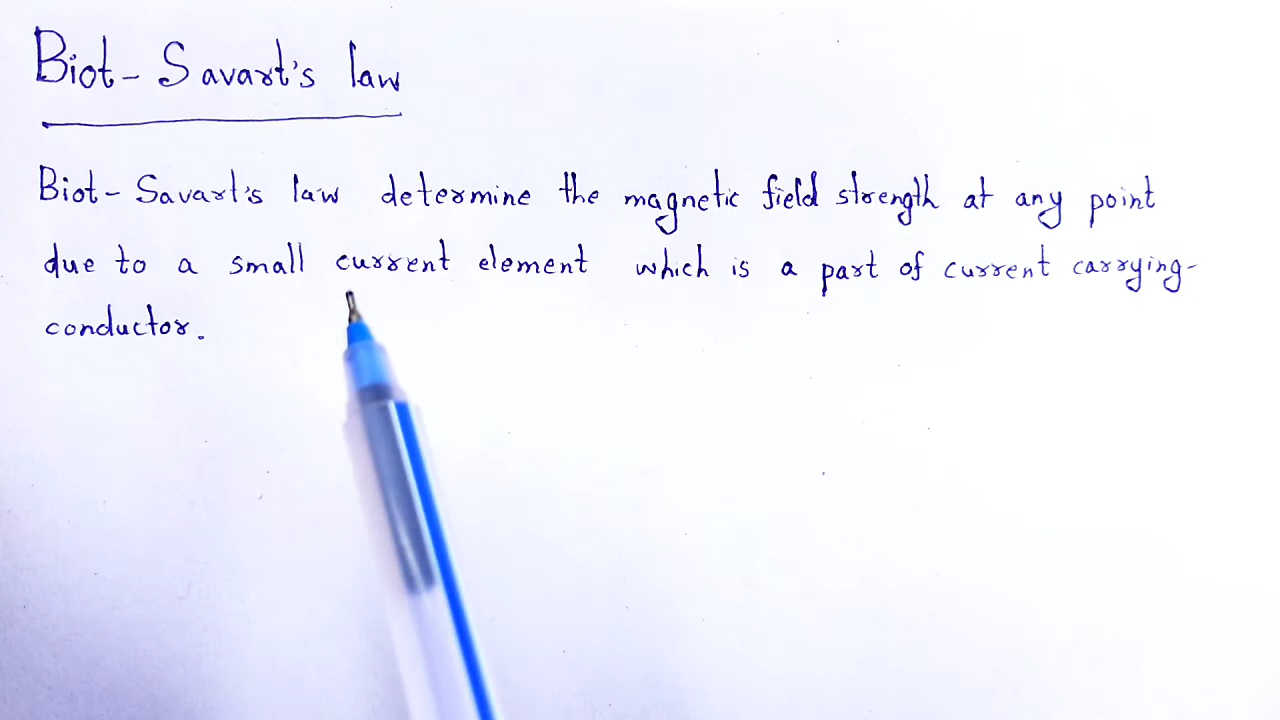 Biot-Savart's law
Biot-Savart's law determine the magnetic field strength at any point
due to a small current element which is a part of current carrying-
conductor.